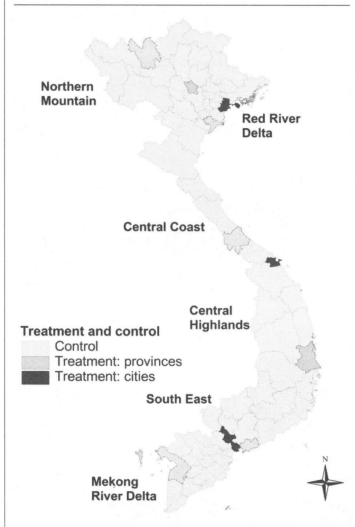 Northern
Mountain
Red River
Delta
Central Coast
Central
Highlands
Treatment and control
Control
Treatment: provinces
Treatment: cities
South East
N
Mekong
River Delta